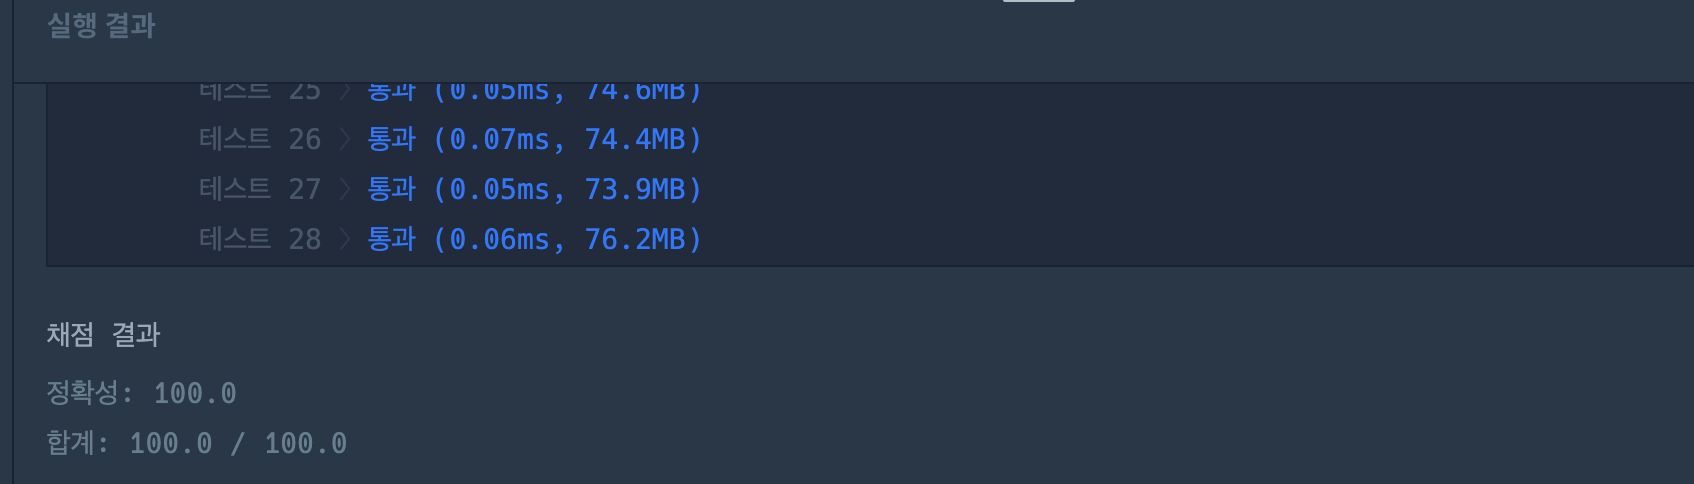 실행 결과
테스트 25 〉 통과 (0.05ms, 74.6MB)
테스트 26 〉 통과 (0.07ms, 74.4MB)
테스트 27 〉 통과 (0.05ms, 73.9MB)
테스트 28 〉 통과 (0.06ms, 76.2MB)
채점 결과
정확성: 100.0
합계: 100.0 / 100.0